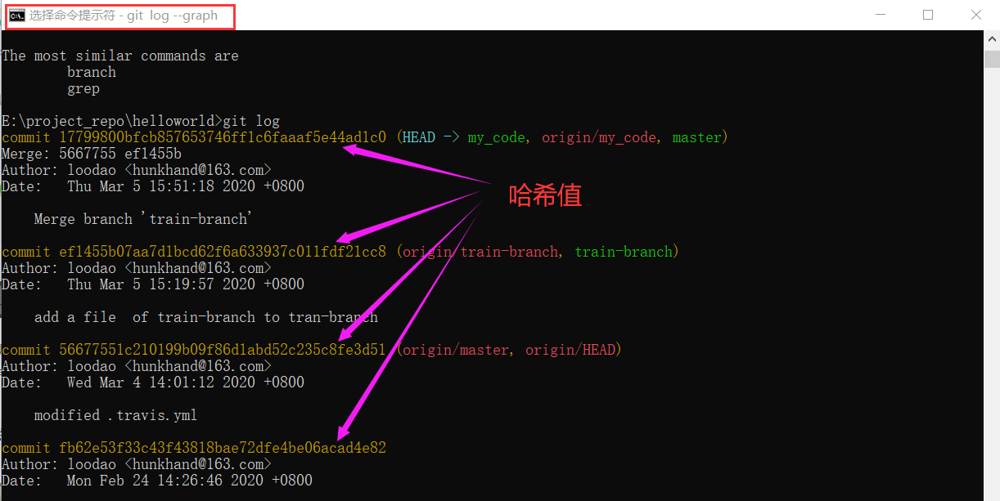 选择命令提示符 - git  log --graph
The most similar commands are
branch
grep
E:\project_repo\helloworld>git log
commit 17799800bfcb857653746ff1c6faaaf5e44ad1c0 (HEAD -> my_code, origin/my_code, master)
Merge: 5667755 ef1455b
Author: loodao <hunkhand@163.com>
Date:   Thu Mar 5 15:51:18 2020 +0800
哈希值
Merge branch 'train-branch'
commit ef1455b07aa7d1bcd62f6a633937c011fdf21cc8 (origin/train-branch, train-branch)
Author: loodao <hunkhand@163.com>
Date:   Thu Mar 5 15:19:57 2020 +0800
add a file  of train-branch to tran-branch
commit 56677551c210199b09f86d1abd52c235c8fe3d51 (origin/master, origin/HEAD)
Author: loodao <hunkhand@163.com>
Date:   Wed Mar 4 14:01:12 2020 +0800
modified .travis.yml
commit fb62e53f33c43f43818bae72dfe4be06acad4e82
Author: loodao <hunkhand@163.com>
Date:   Mon Feb 24 14:26:46 2020 +0800